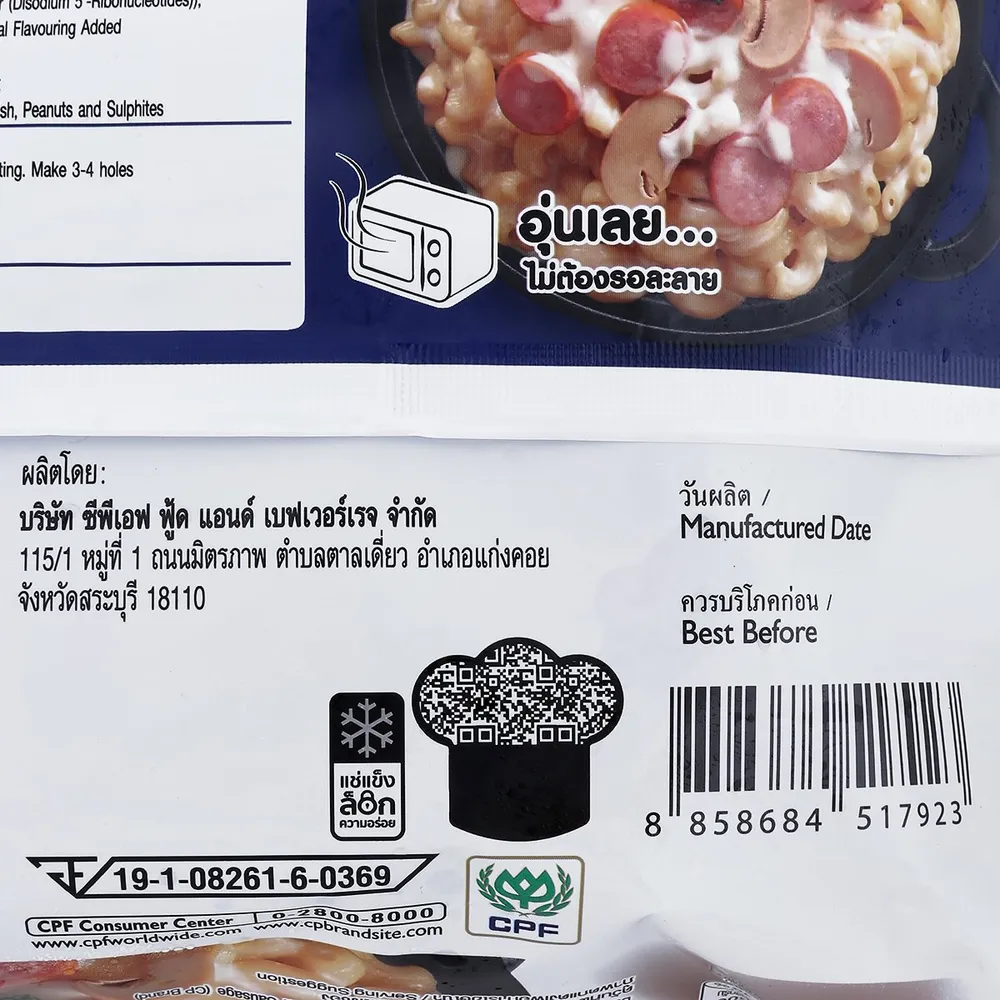 (Disodium 5'-Ribonucleotides)),
al Flavouring Added
sh, Peanuts and Sulphites
ting. Make 3-4 holes
อุ่นเลย...
ไม่ต้องรอละลาย
ผลิตโดย:
บริษัท ซีพีเอฟ ฟู้ด แอนด์ เบฟเวอร์เรจ จำกัด
115/1 หมู่ที่ 1 ถนนมิตรภาพ ตำบลตาลเดี่ยว อำเภอแก่งคอย
จังหวัดสระบุรี 18110
วันผลิต /
Manufactured Date
ควรบริโภคก่อน /
Best Before
แช่แข็ง
ล็อก
ความอร่อย
8 858684 517923
19-1-08261-6-0369
CPF Consumer Center 0-2800-8000
www.cpfworldwide.com www.cpbrandsite.com
CPF
/ Serving Suggestion
Sausage (CP Brand)